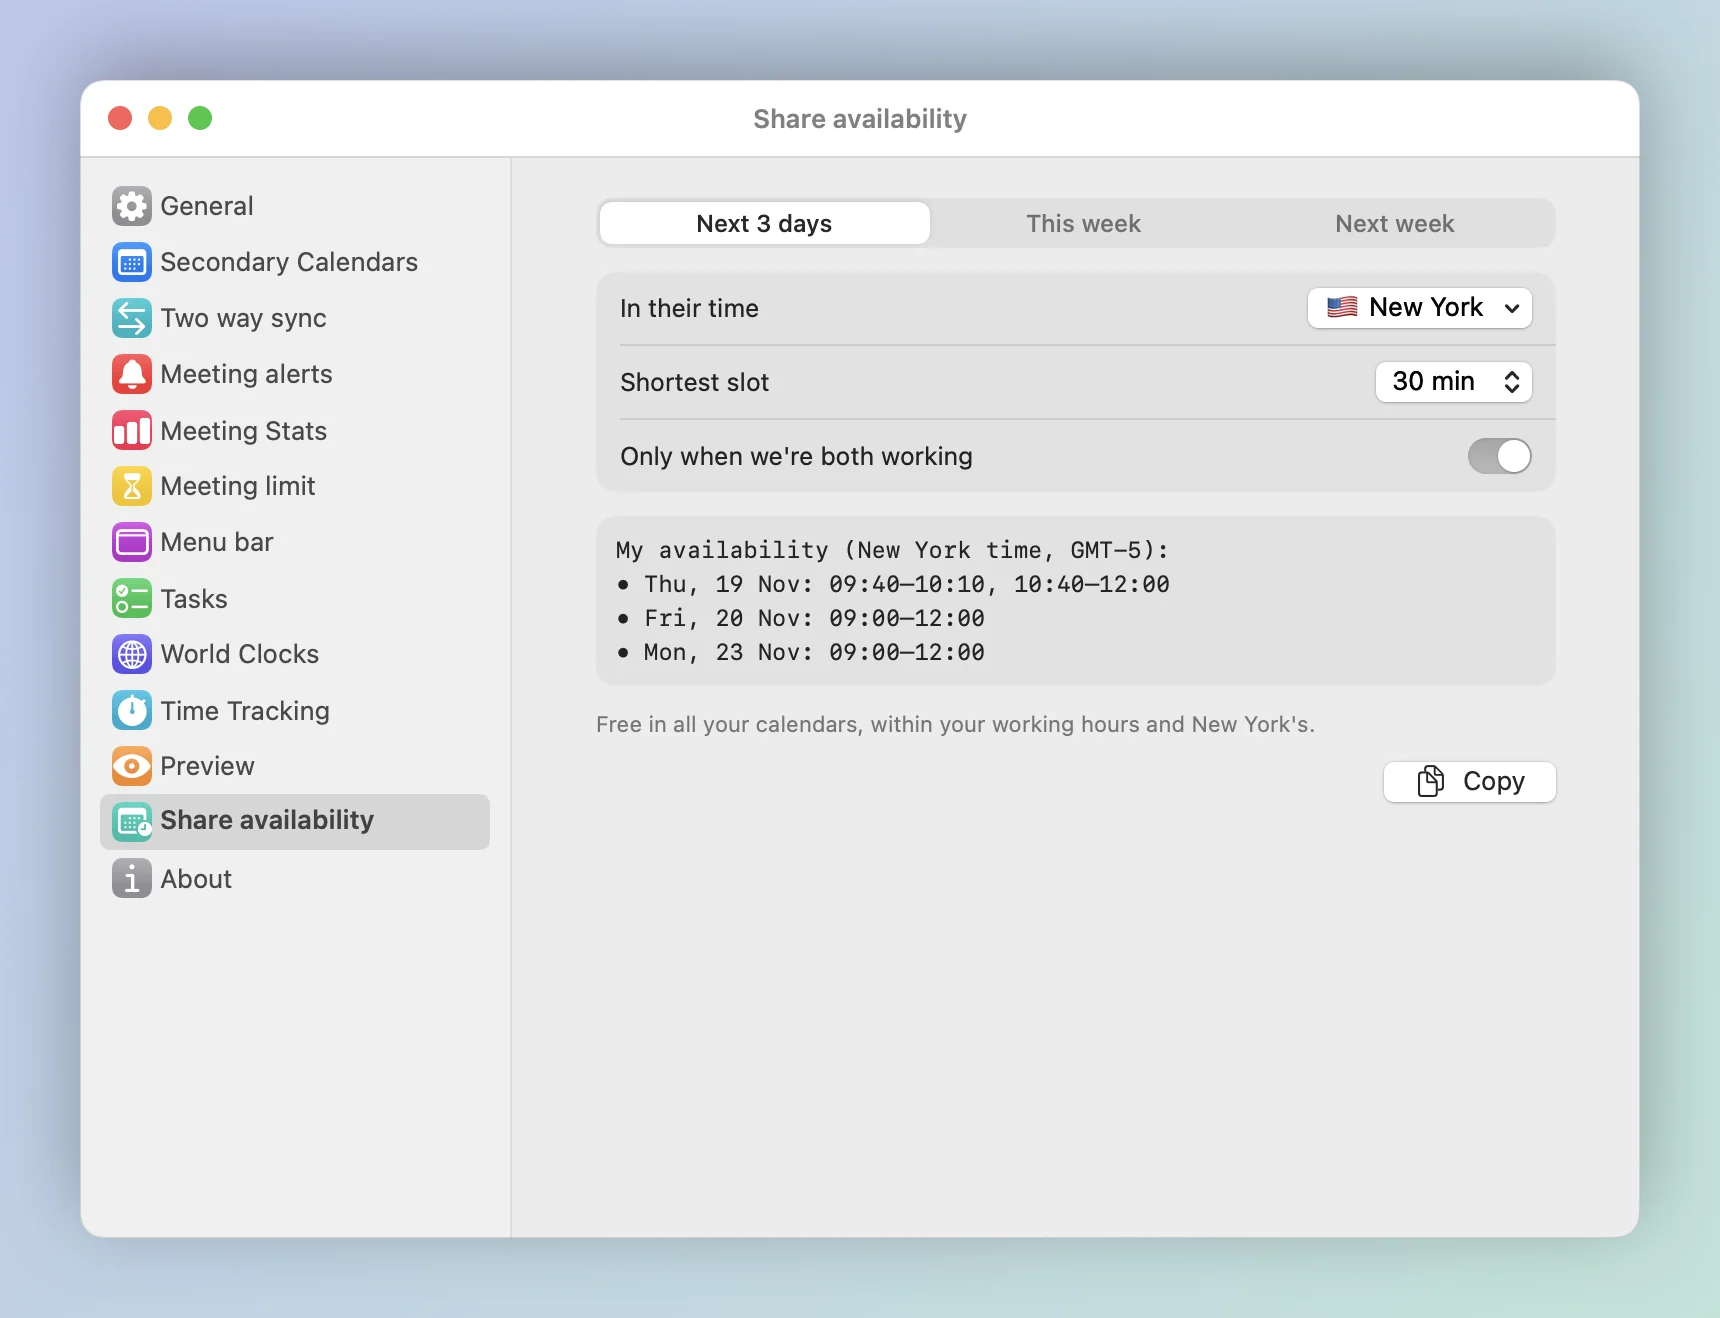 Share availability
General
Secondary Calendars
Two way sync
Meeting alerts
Meeting Stats
Meeting limit
Menu bar
Tasks
World Clocks
Time Tracking
Preview
Share availability
About
Next 3 days
This week
Next week
In their time
New York
Shortest slot
30 min
Only when we're both working
My availability (New York time, GMT-5):
• Thu, 19 Nov: 09:40–10:10, 10:40–12:00
• Fri, 20 Nov: 09:00–12:00
• Mon, 23 Nov: 09:00–12:00
Free in all your calendars, within your working hours and New York's.
Copy